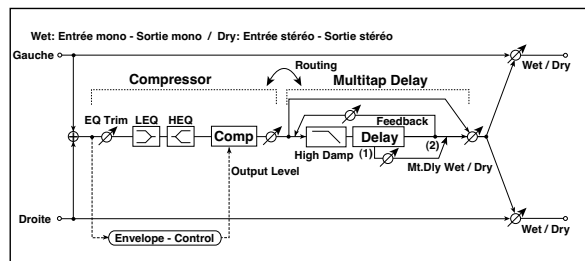 Wet: Entrée mono - Sortie mono / Dry: Entrée stéréo - Sortie stéréo
Gauche
Wet / Dry
Routing
Compressor
Multitap Delay
EQ Trim
LEQ
HEQ
Feedback
Comp
Delay
High Damp
(1)
(2)
Mt.Dly Wet / Dry
Output Level
Droite
Envelope - Control
Wet / Dry